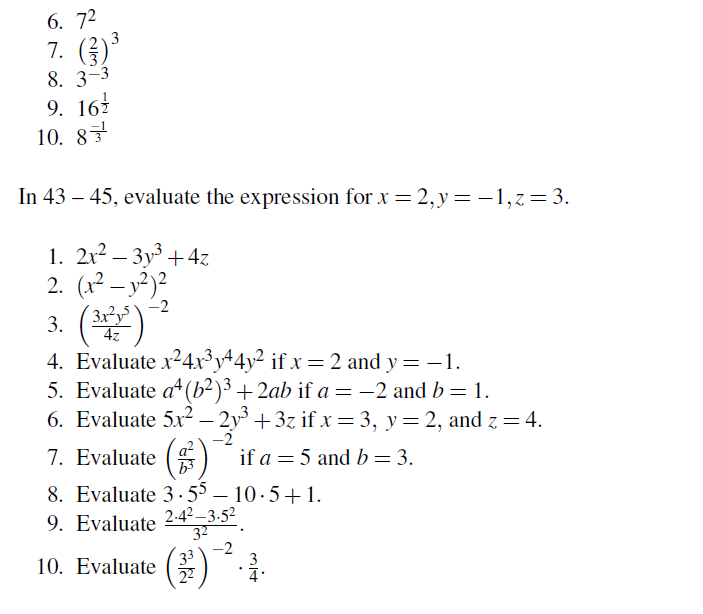 6. 7²
7. (2/3)³
8. 3⁻³
9. 16^(1/2)
10. 8^(-1/3)
In 43 – 45, evaluate the expression for x = 2, y = −1, z = 3.
1. 2x² − 3y³ + 4z
2. (x² − y²)²
3. (3x²y⁵/4z)⁻²
4. Evaluate x²4x³y⁴4y² if x = 2 and y = −1.
5. Evaluate a⁴(b²)³ + 2ab if a = −2 and b = 1.
6. Evaluate 5x² − 2y³ + 3z if x = 3, y = 2, and z = 4.
7. Evaluate (a²/b³)⁻² if a = 5 and b = 3.
8. Evaluate 3 · 5⁵ − 10 · 5 + 1.
9. Evaluate 2·4²−3·5²/3².
10. Evaluate (3³/2²)⁻² · 3/4.